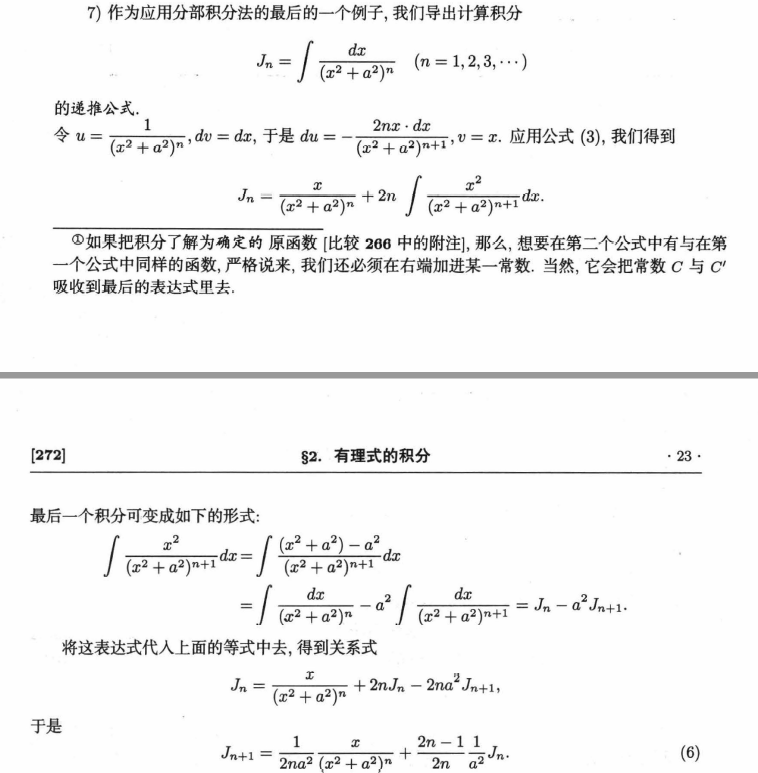 7) 作为应用分部积分法的最后的一个例子, 我们导出计算积分
$J_n = \int \frac{dx}{(x^2+a^2)^n} \quad (n=1,2,3,\cdots)$
的递推公式.
令 $u = \frac{1}{(x^2+a^2)^n}, dv = dx$, 于是 $du = -\frac{2nx \cdot dx}{(x^2+a^2)^{n+1}}, v = x$. 应用公式 (3), 我们得到
$J_n = \frac{x}{(x^2+a^2)^n} + 2n \int \frac{x^2}{(x^2+a^2)^{n+1}} dx.$
①如果把积分了解为确定的 原函数 [比较 266 中的附注], 那么, 想要在第二个公式中有与在第
一个公式中同样的函数, 严格说来, 我们还必须在右端加进某一常数. 当然, 它会把常数 C 与 C′
吸收到最后的表达式里去.
[272] §2. 有理式的积分 · 23 ·
最后一个积分可变成如下的形式:
$\int \frac{x^2}{(x^2+a^2)^{n+1}} dx = \int \frac{(x^2+a^2)-a^2}{(x^2+a^2)^{n+1}} dx$
$= \int \frac{dx}{(x^2+a^2)^n} - a^2 \int \frac{dx}{(x^2+a^2)^{n+1}} = J_n - a^2 J_{n+1}.$
将这表达式代入上面的等式中去, 得到关系式
$J_n = \frac{x}{(x^2+a^2)^n} + 2nJ_n - 2na^2 J_{n+1},$
于是
$J_{n+1} = \frac{1}{2na^2} \frac{x}{(x^2+a^2)^n} + \frac{2n-1}{2n} \frac{1}{a^2} J_n.$ (6)